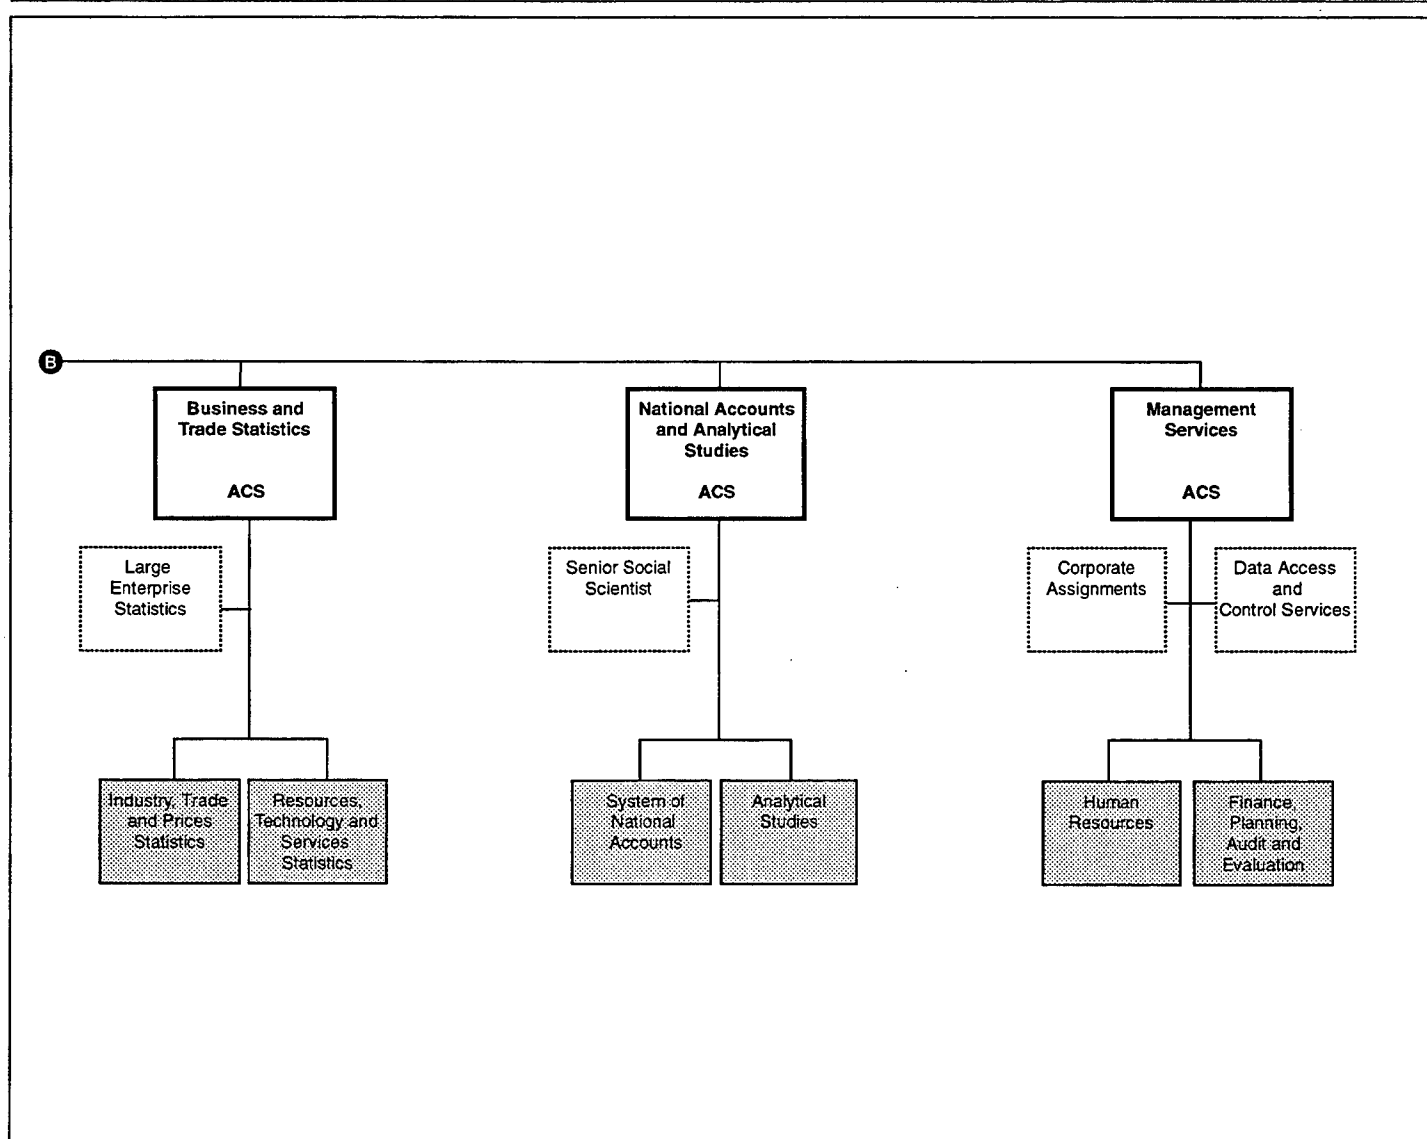 B
Business and
Trade Statistics
ACS
National Accounts
and Analytical
Studies
ACS
Management
Services
ACS
Large
Enterprise
Statistics
Senior Social
Scientist
Corporate
Assignments
Data Access
and
Control Services
Industry, Trade
and Prices
Statistics
Resources,
Technology and
Services
Statistics
System of
National
Accounts
Analytical
Studies
Human
Resources
Finance,
Planning,
Audit and
Evaluation